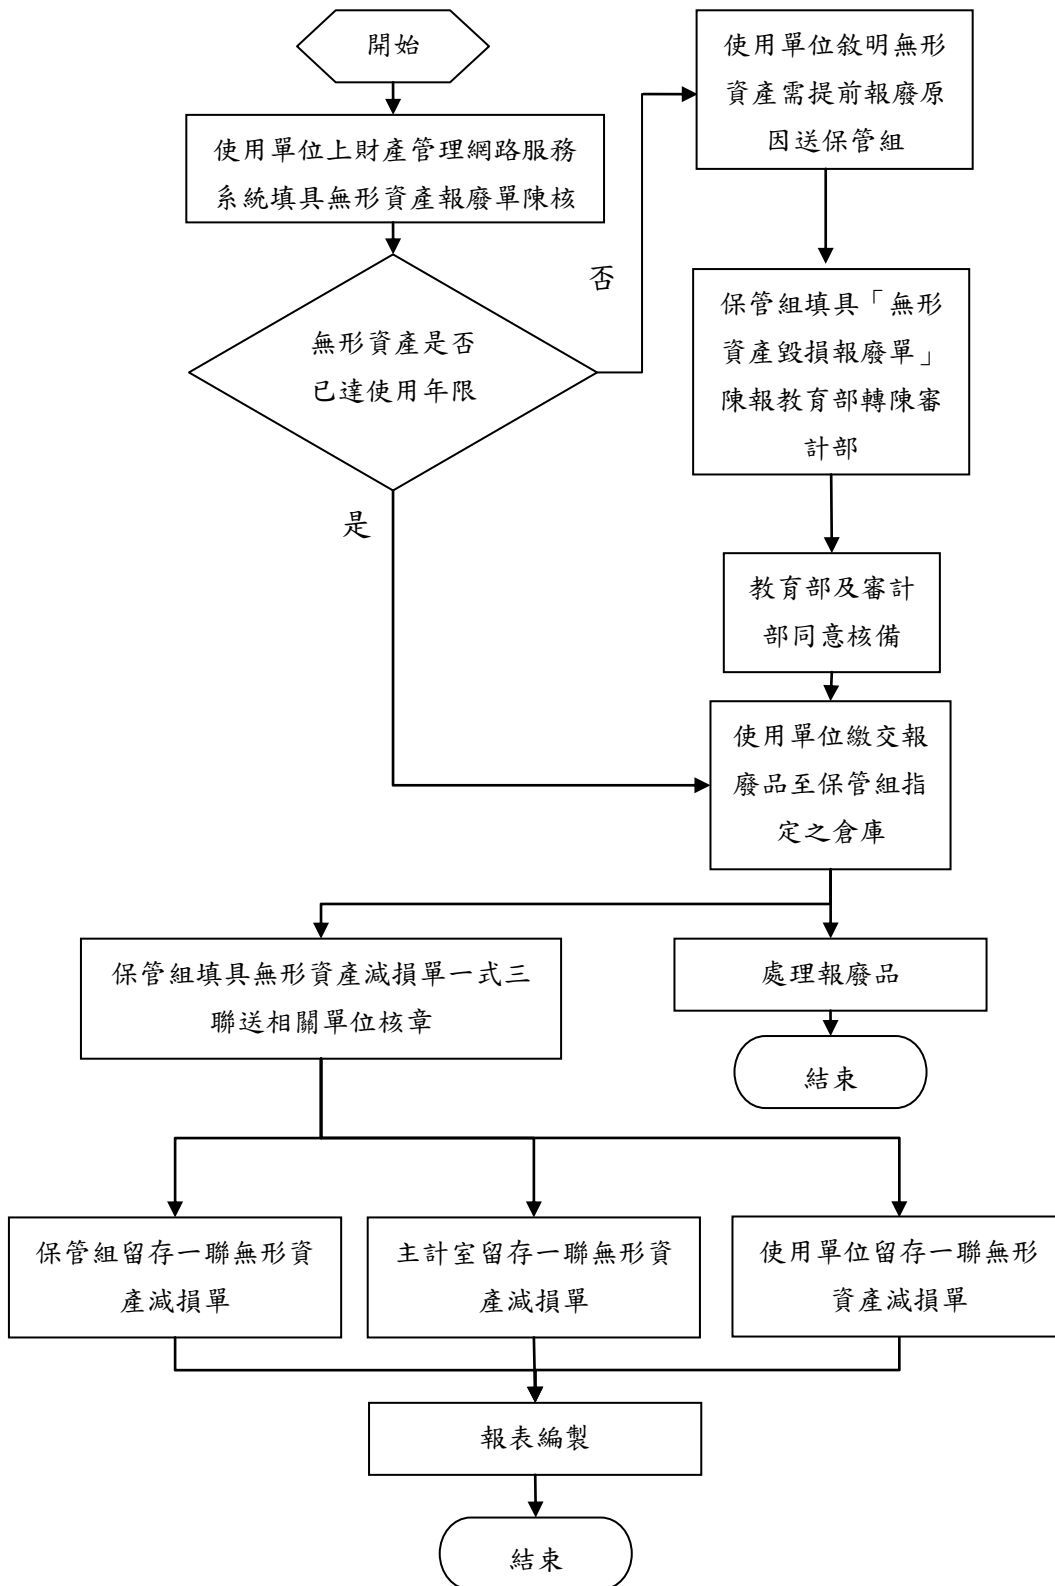 開始
使用單位上財產管理網路服務
系統填具無形資產報廢單陳核
無形資產是否
已達使用年限
否
是
使用單位敘明無形
資產需提前報廢原
因送保管組
保管組填具「無形
資產毀損報廢單」
陳報教育部轉陳審
計部
教育部及審計
部同意核備
使用單位繳交報
廢品至保管組指
定之倉庫
保管組填具無形資產減損單一式三
聯送相關單位核章
處理報廢品
結束
保管組留存一聯無形資
產減損單
主計室留存一聯無形資
產減損單
使用單位留存一聯無形
資產減損單
報表編製
結束